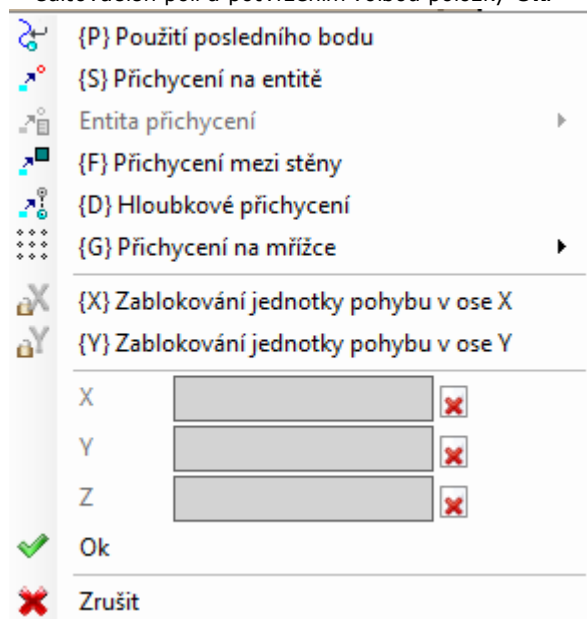 {P} Použití posledního bodu
{S} Přichycení na entitě
Entita přichycení
{F} Přichycení mezi stěny
{D} Hloubkové přichycení
{G} Přichycení na mřížce
{X} Zablokování jednotky pohybu v ose X
{Y} Zablokování jednotky pohybu v ose Y
X
Y
Z
Ok
Zrušit